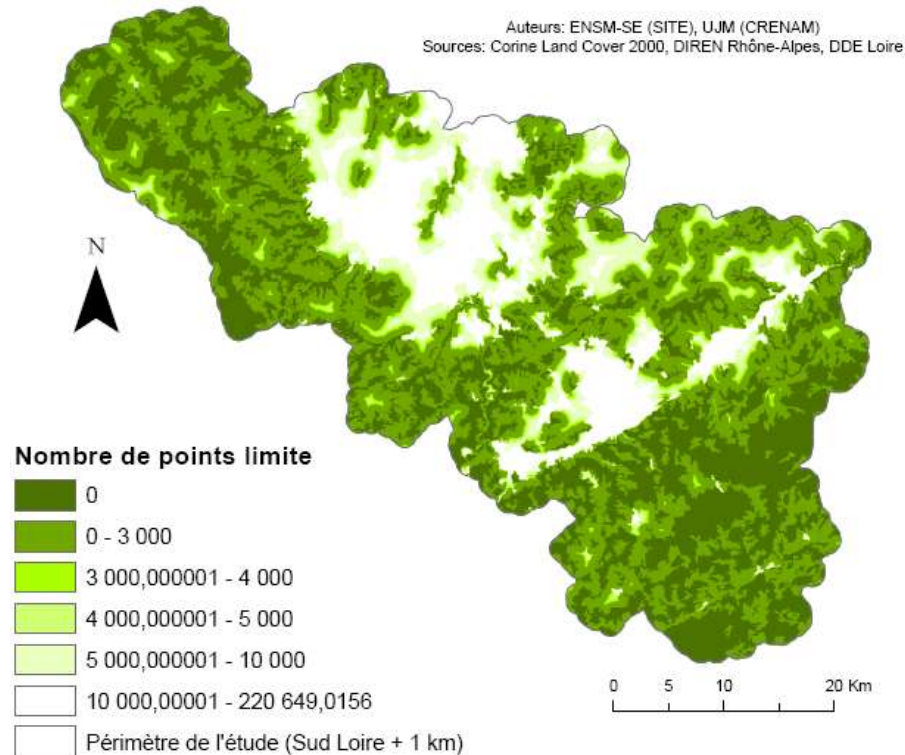 Auteurs: ENSM-SE (SITE), UJM (CRENAM)
Sources: Corine Land Cover 2000, DIREN Rhône-Alpes, DDE Loire
N
Nombre de points limite
0
0 - 3 000
3 000,000001 - 4 000
4 000,000001 - 5 000
5 000,000001 - 10 000
10 000,00001 - 220 649,0156
Périmètre de l'étude (Sud Loire + 1 km)
0 5 10 20 Km